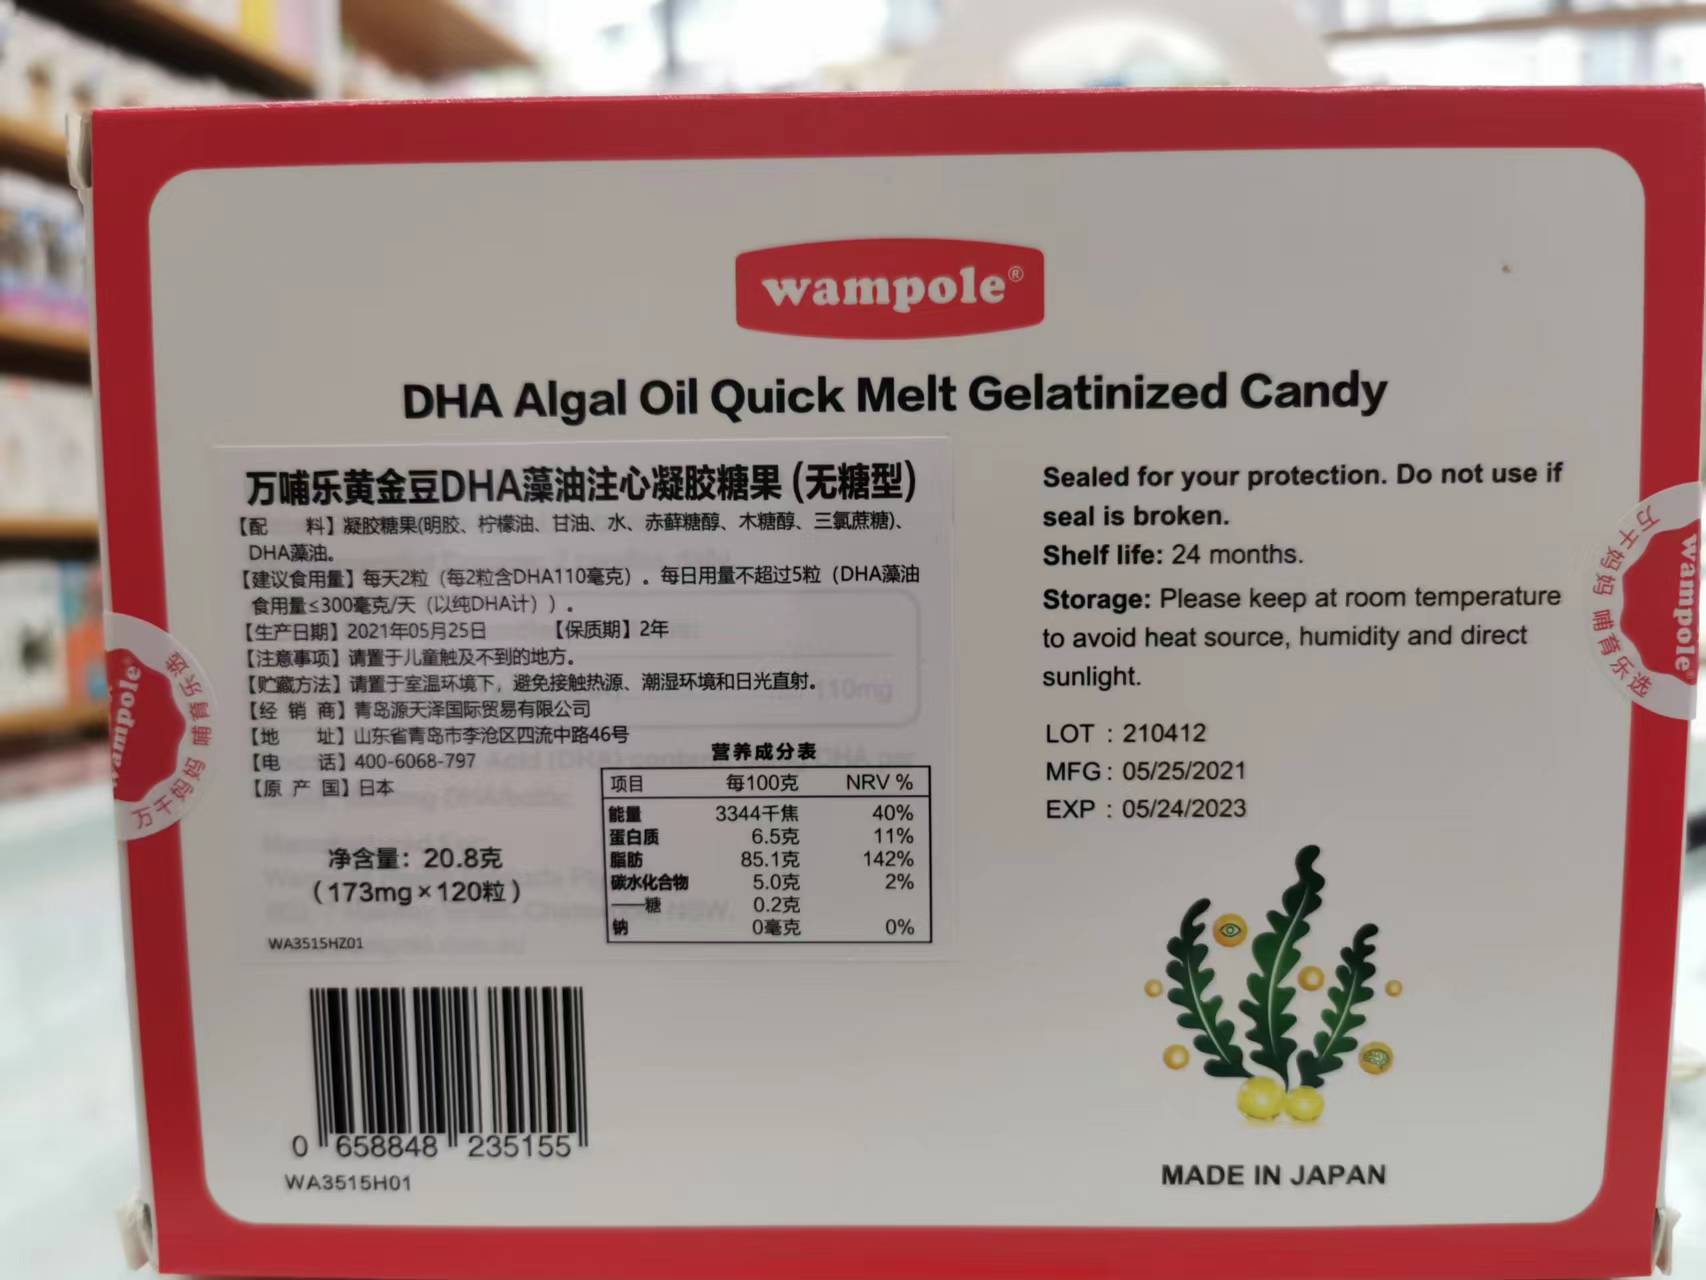 wampole®
DHA Algal Oil Quick Melt Gelatinized Candy
万哺乐黄金豆DHA藻油注心凝胶糖果 (无糖型)
【配 料】凝胶糖果(明胶、柠檬油、甘油、水、赤藓糖醇、木糖醇、三氯蔗糖)、
DHA藻油。
【建议食用量】每天2粒（每2粒含DHA110毫克）。每日用量不超过5粒（DHA藻油
食用量≤300毫克/天（以纯DHA计））。
【生产日期】2021年05月25日 【保质期】2年
【注意事项】请置于儿童触及不到的地方。
【贮藏方法】请置于室温环境下，避免接触热源、潮湿环境和日光直射。
【经 销 商】青岛源天泽国际贸易有限公司
【地 址】山东省青岛市李沧区四流中路46号
【电 话】400-6068-797
【原 产 国】日本
净含量：20.8克
（173mg×120粒）
WA3515HZ01
营养成分表
项目 每100克 NRV %
能量 3344千焦 40%
蛋白质 6.5克 11%
脂肪 85.1克 142%
碳水化合物 5.0克 2%
——糖 0.2克
钠 0毫克 0%
110mg
Sealed for your protection. Do not use if
seal is broken.
Shelf life: 24 months.
Storage: Please keep at room temperature
to avoid heat source, humidity and direct
sunlight.
LOT : 210412
MFG : 05/25/2021
EXP : 05/24/2023
MADE IN JAPAN
0 658848 235155
WA3515H01
wampole®
万千妈妈 哺育乐选
wampole®
万千妈妈 哺育乐选